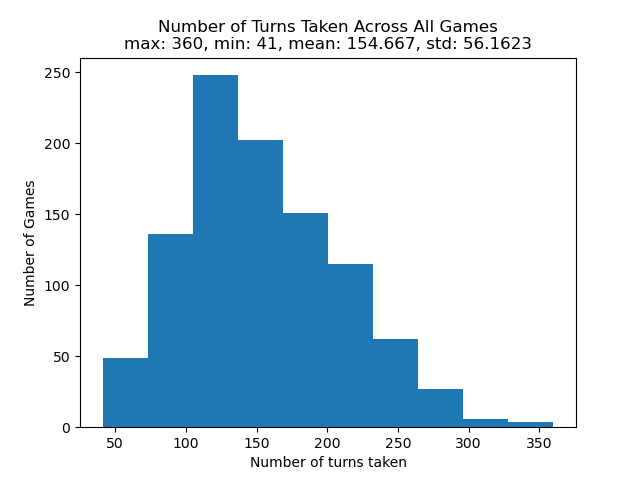 Number of Turns Taken Across All Games
max: 360, min: 41, mean: 154.667, std: 56.1623
250
200
150
100
50
0
Number of Games
50 100 150 200 250 300 350
Number of turns taken